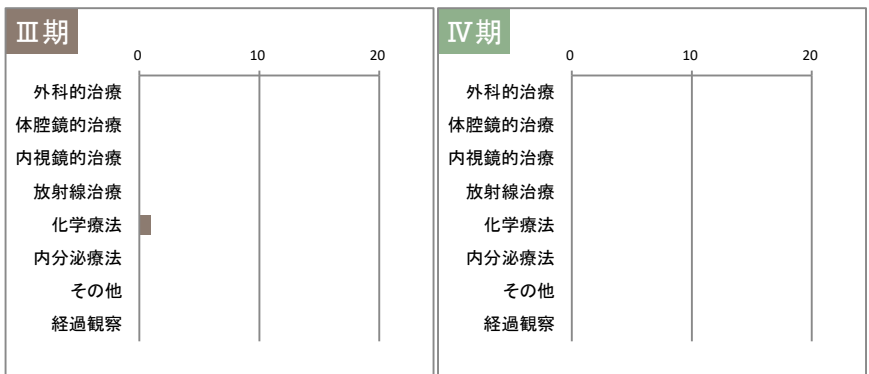 Ⅲ期
0 10 20
外科的治療
体腔鏡的治療
内視鏡的治療
放射線治療
化学療法
内分泌療法
その他
経過観察
Ⅳ期
0 10 20
外科的治療
体腔鏡的治療
内視鏡的治療
放射線治療
化学療法
内分泌療法
その他
経過観察